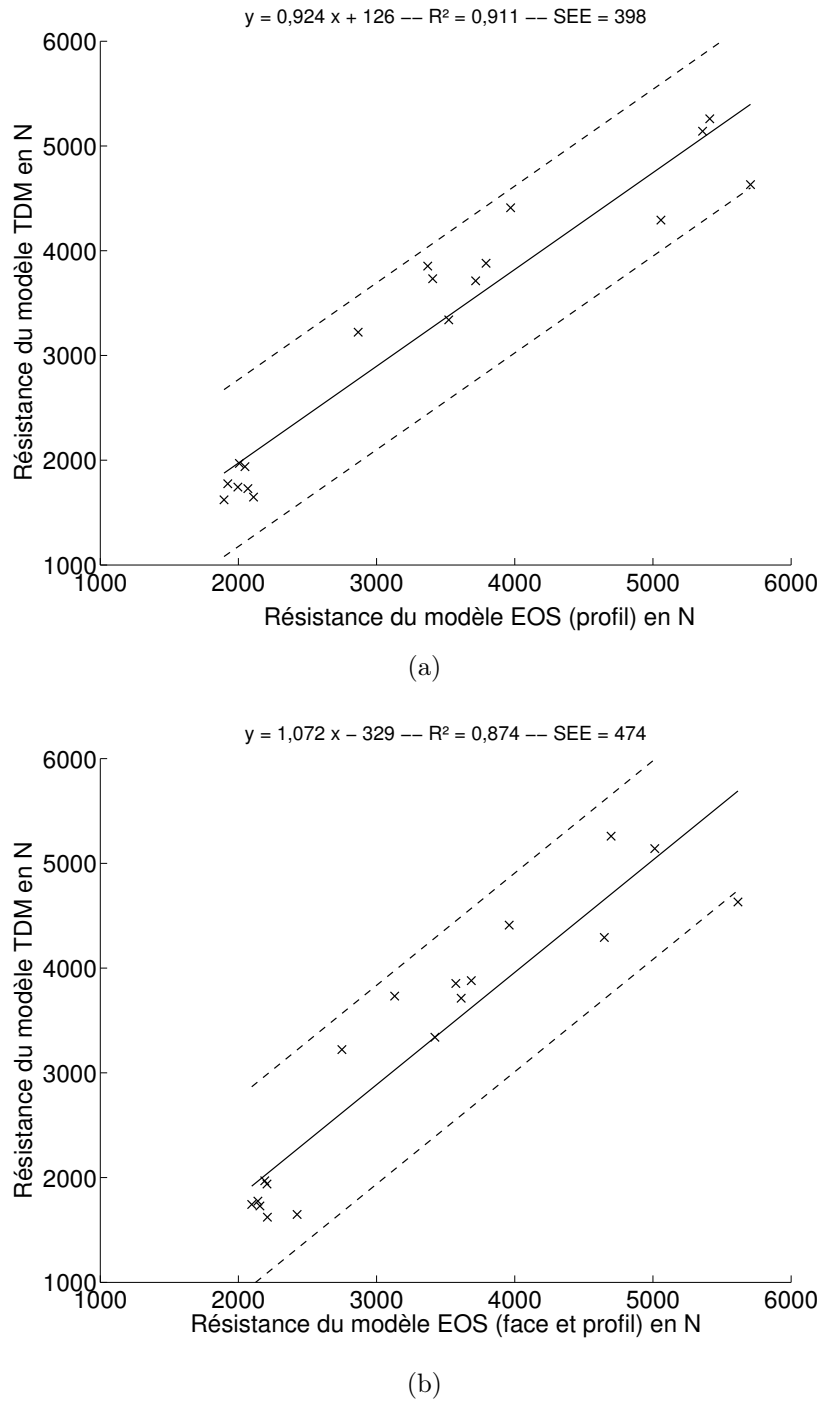 y = 0,924 x + 126 −− R² = 0,911 −− SEE = 398
6000
5000
4000
3000
2000
1000
Résistance du modèle TDM en N
1000 2000 3000 4000 5000 6000
Résistance du modèle EOS (profil) en N
(a)
y = 1,072 x − 329 −− R² = 0,874 −− SEE = 474
6000
5000
4000
3000
2000
1000
Résistance du modèle TDM en N
1000 2000 3000 4000 5000 6000
Résistance du modèle EOS (face et profil) en N
(b)